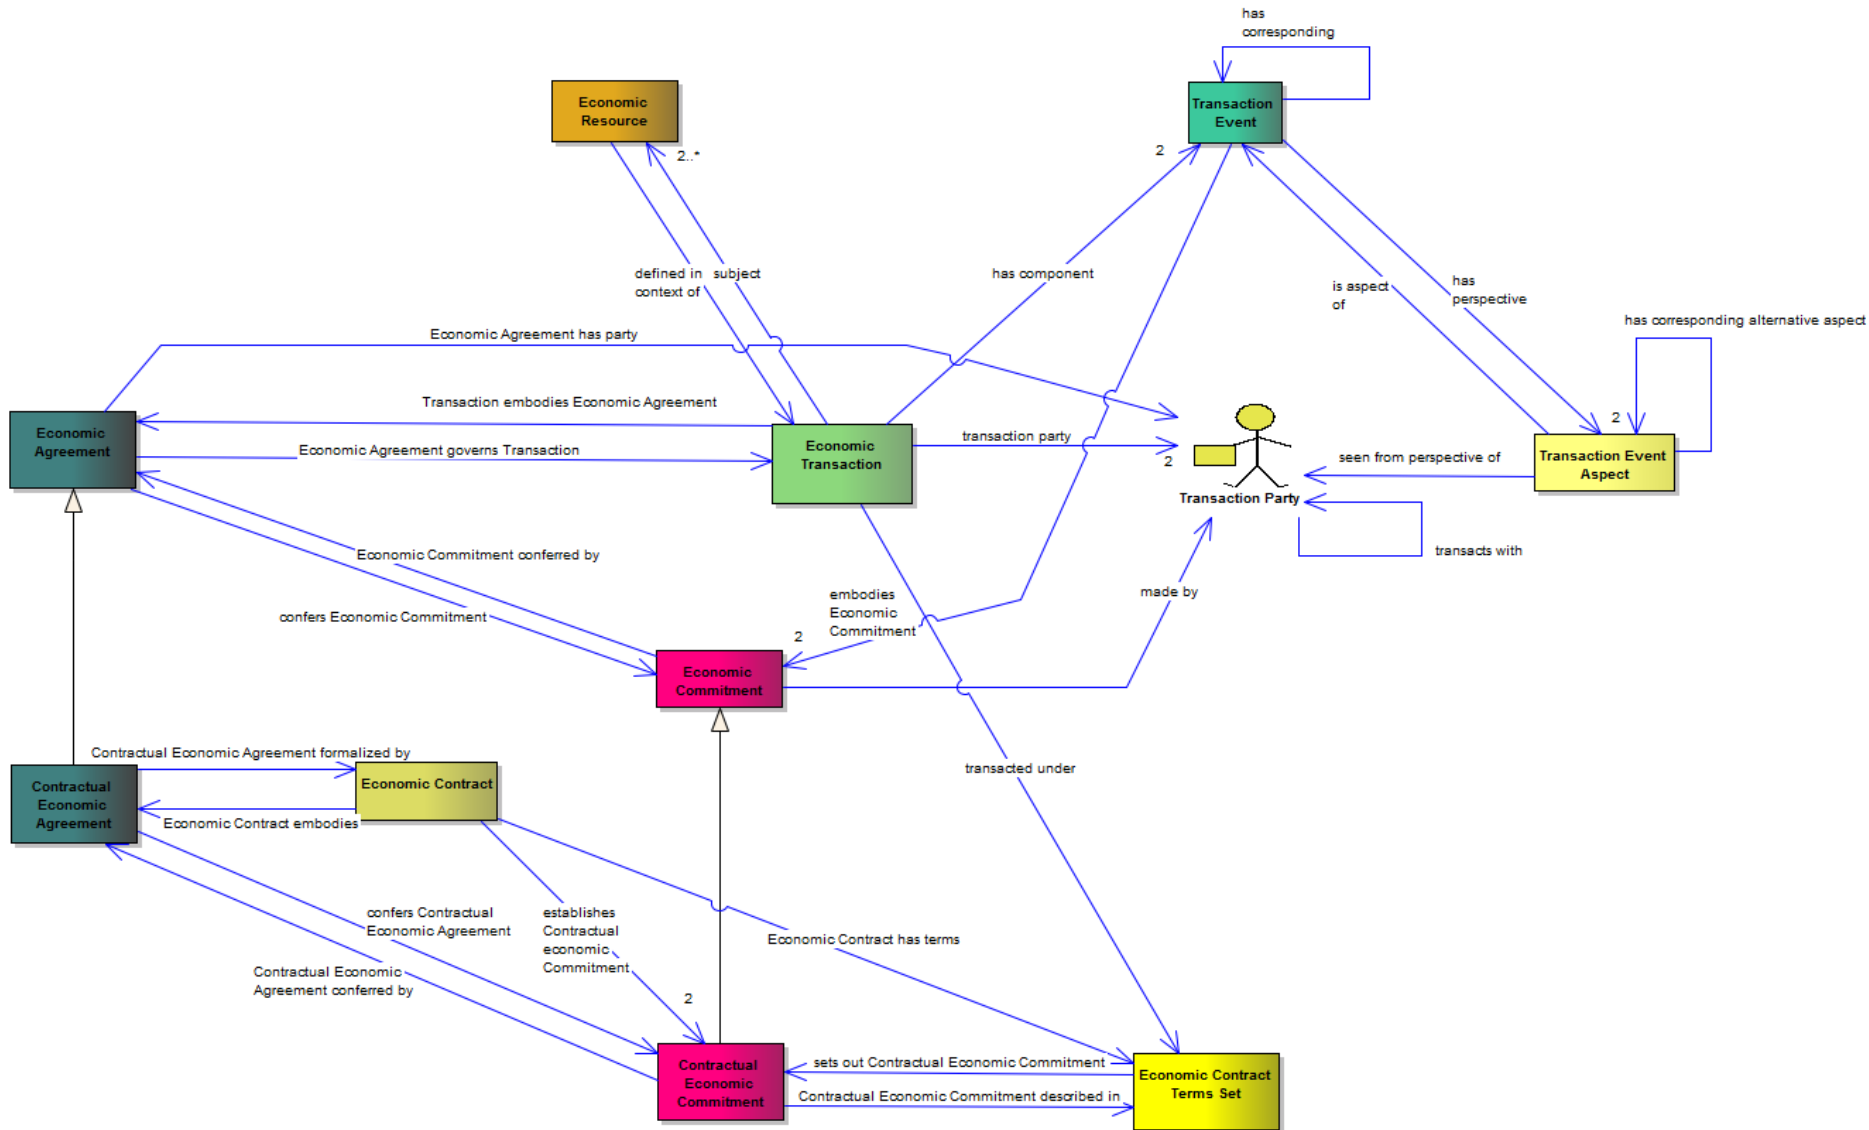 has
corresponding
Economic
Resource
Transaction
Event
2..*
2
defined in
context of
subject
has component
is aspect
of
has
perspective
has corresponding alternative aspect
Economic Agreement has party
Transaction embodies Economic Agreement
Economic
Agreement
Economic Agreement governs Transaction
Economic
Transaction
transaction party
2
2
seen from perspective of
Transaction Event
Aspect
Transaction Party
transacts with
Economic Commitment conferred by
confers Economic Commitment
embodies
Economic
Commitment
2
made by
Economic
Commitment
Contractual Economic Agreement formalized by
Contractual
Economic
Agreement
Economic Contract
Economic Contract embodies
transacted under
confers Contractual
Economic Agreement
establishes
Contractual
economic
Commitment
Economic Contract has terms
Contractual Economic
Agreement conferred by
2
Contractual
Economic
Commitment
sets out Contractual Economic Commitment
Contractual Economic Commitment described in
Economic Contract
Terms Set